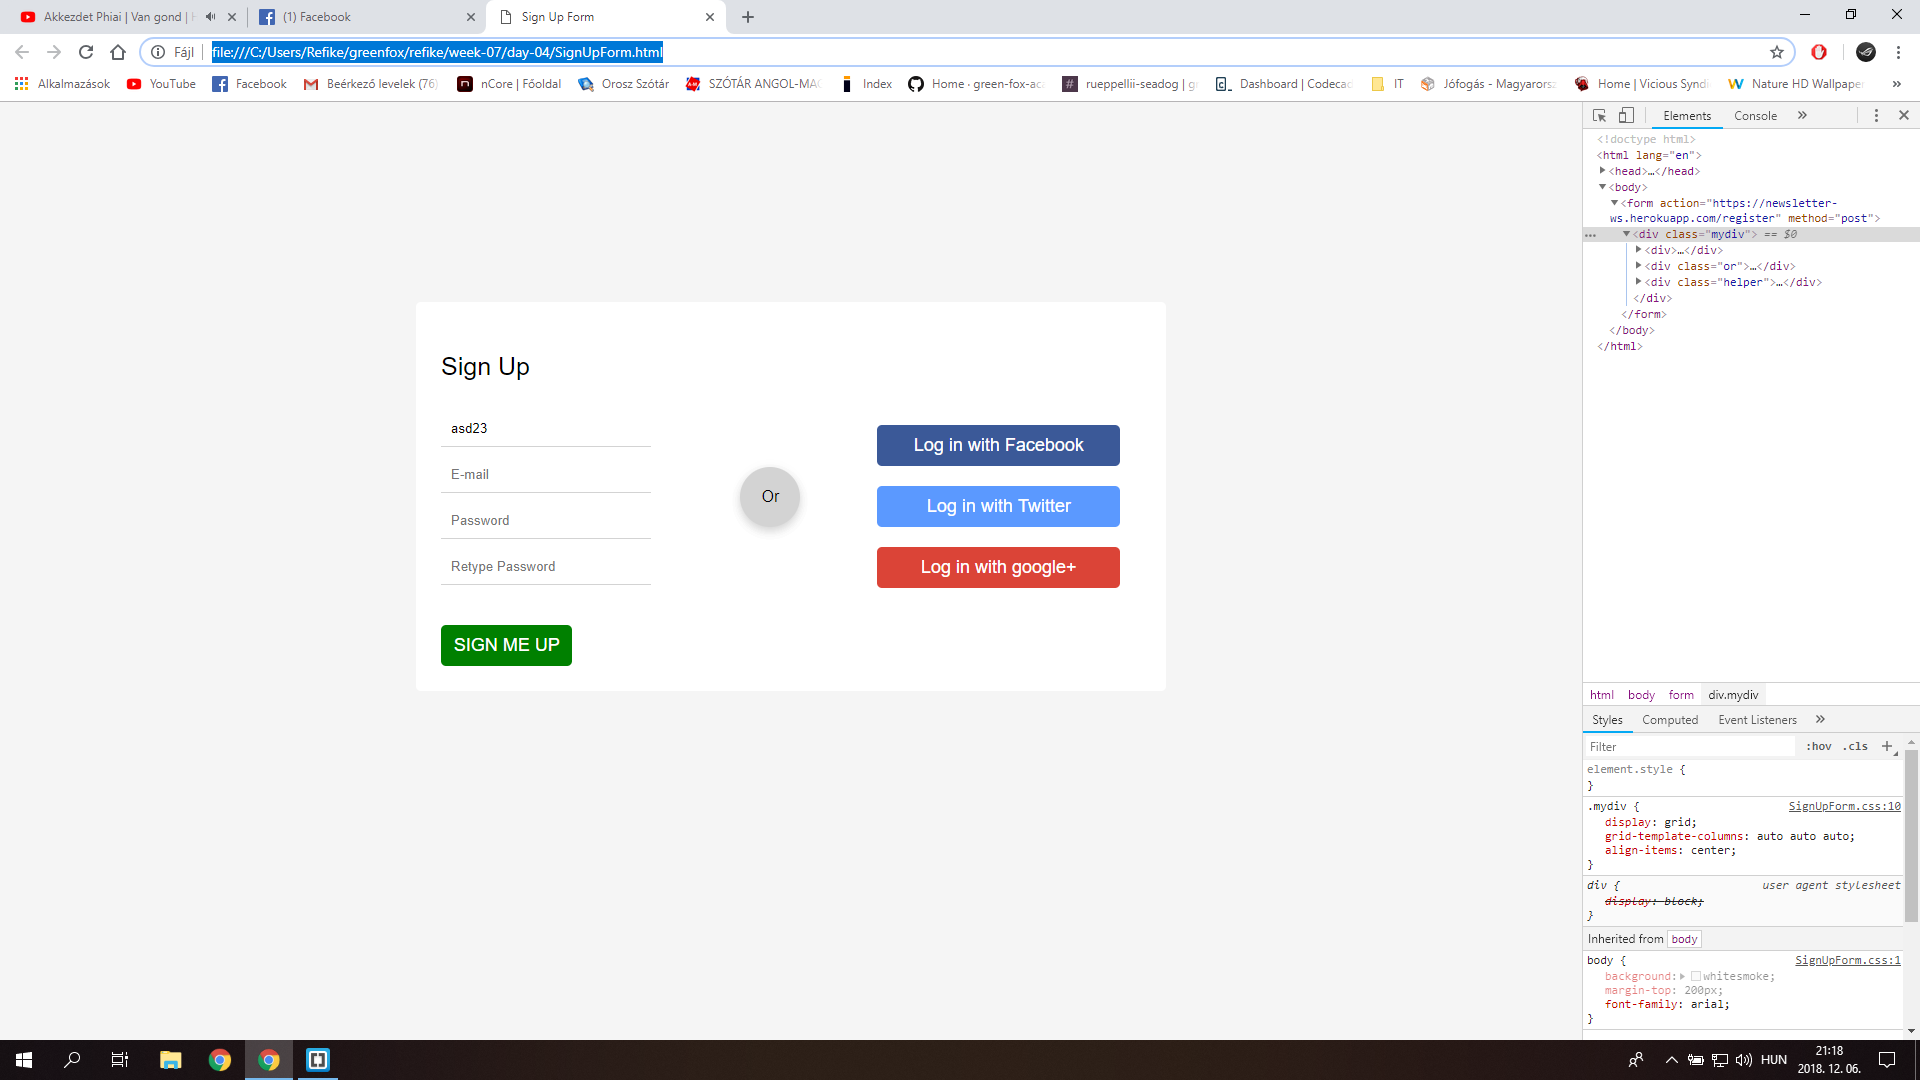 Akkezdet Phiai | Van gond |
(1) Facebook
Sign Up Form
Fájl
file:///C:/Users/Refike/greenfox/refike/week-07/day-04/SignUpForm.html
Alkalmazások
YouTube
Facebook
Beérkező levelek (76)
nCore | Főoldal
Orosz Szótár
SZÓTÁR ANGOL-MAG
Index
Home · green-fox-aca
rueppellii-seadog | g
Dashboard | Codecad
IT
Jófogás - Magyarorsz
Home | Vicious Syndi
Nature HD Wallpaper
»
Sign Up
asd23
E-mail
Password
Retype Password
SIGN ME UP
Or
Log in with Facebook
Log in with Twitter
Log in with google+
Elements
Console
»
<!doctype html>
<html lang="en">
<head>…</head>
<body>
<form action="https://newsletter-
ws.herokuapp.com/register" method="post">
<div class="mydiv"> == $0
<div>…</div>
<div class="or">…</div>
<div class="helper">…</div>
</div>
</form>
</body>
</html>
html body form div.mydiv
Styles Computed Event Listeners »
Filter :hov .cls +
element.style {
}
.mydiv { SignUpForm.css:10
display: grid;
grid-template-columns: auto auto auto;
align-items: center;
}
div { user agent stylesheet
display: block;
}
Inherited from body
body { SignUpForm.css:1
background: whitesmoke;
margin-top: 200px;
font-family: arial;
}
HUN
21:18
2018. 12. 06.